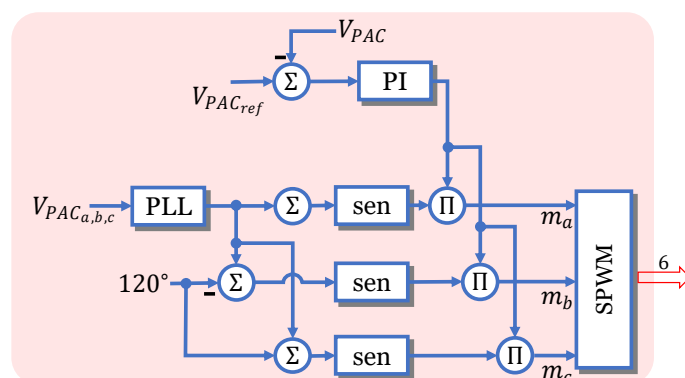 V_PAC
-
Σ
PI
V_PAC_ref
V_PAC_a,b,c
PLL
Σ
sen
Π
m_a
SPWM
6
120°
-
Σ
sen
Π
m_b
Σ
sen
Π
m_c